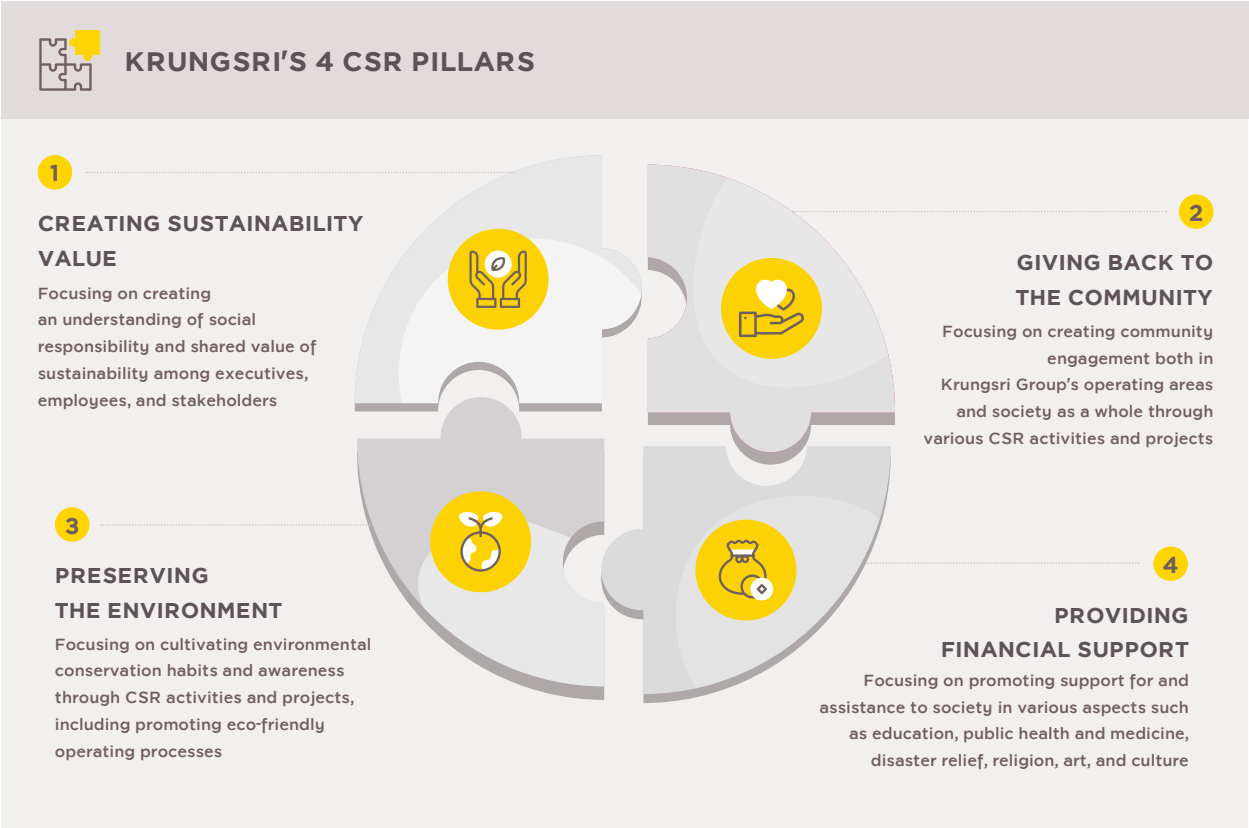 KRUNGSRI'S 4 CSR PILLARS
1
CREATING SUSTAINABILITY
VALUE
Focusing on creating
an understanding of social
responsibility and shared value of
sustainability among executives,
employees, and stakeholders
2
GIVING BACK TO
THE COMMUNITY
Focusing on creating community
engagement both in
Krungsri Group's operating areas
and society as a whole through
various CSR activities and projects
3
PRESERVING
THE ENVIRONMENT
Focusing on cultivating environmental
conservation habits and awareness
through CSR activities and projects,
including promoting eco-friendly
operating processes
4
PROVIDING
FINANCIAL SUPPORT
Focusing on promoting support for and
assistance to society in various aspects such
as education, public health and medicine,
disaster relief, religion, art, and culture